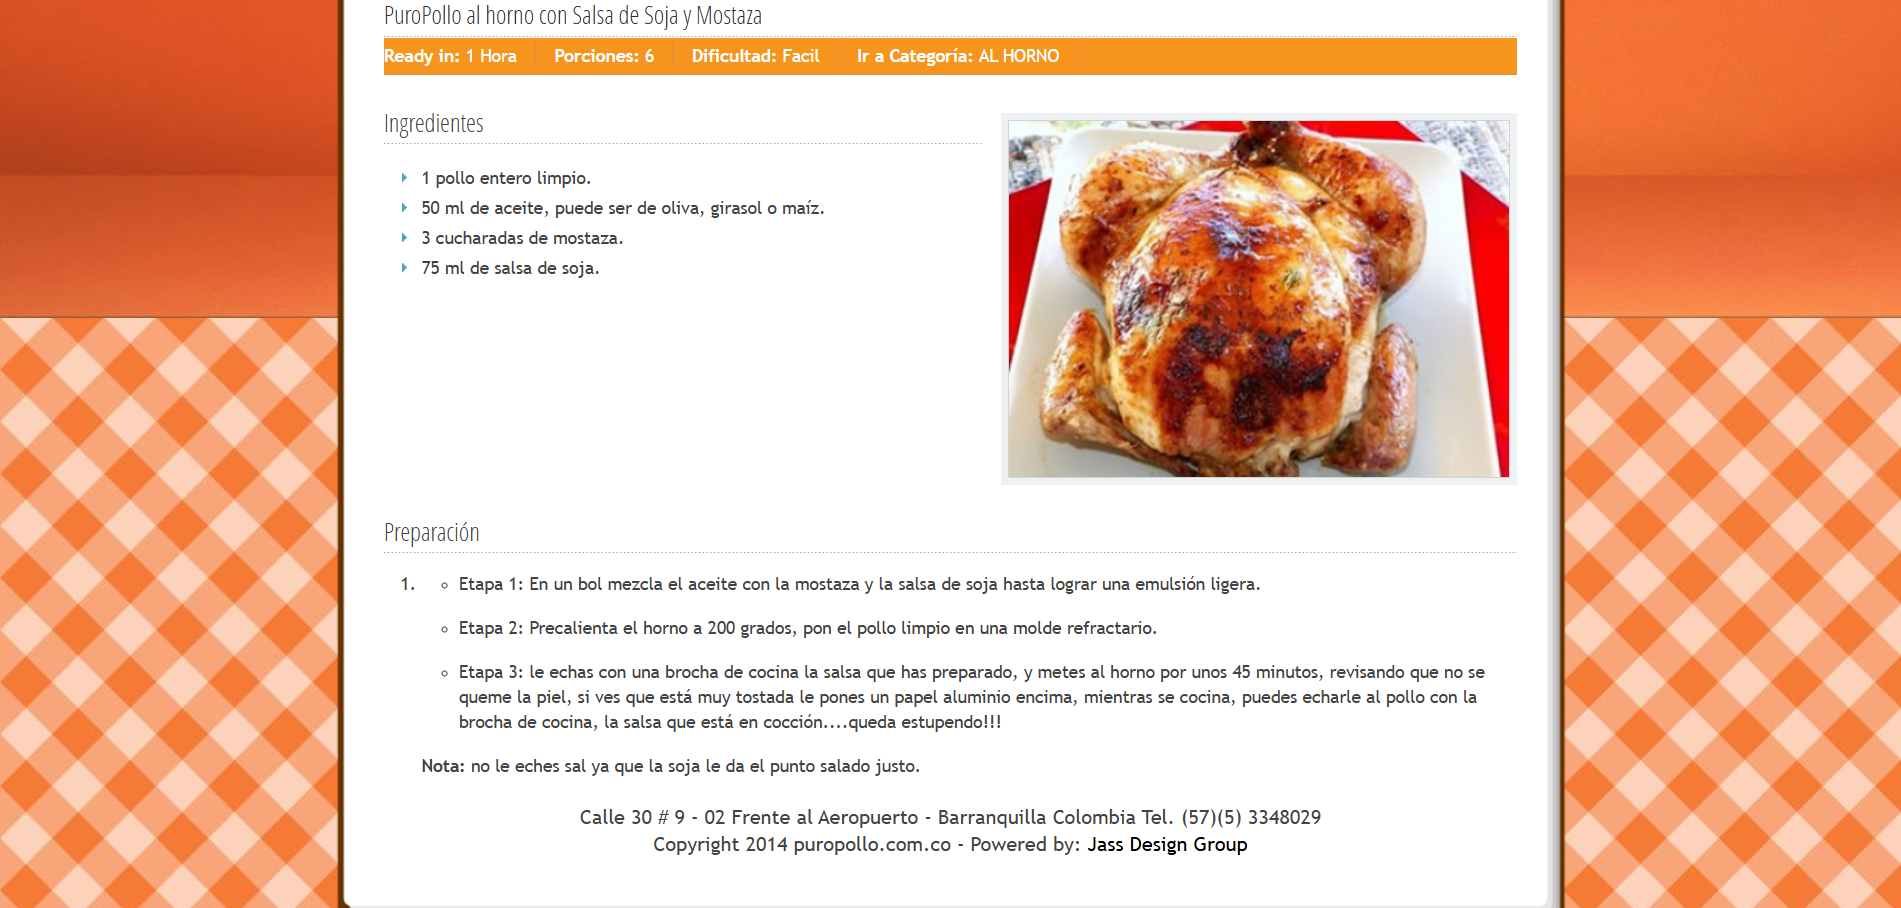 PuroPollo al horno con Salsa de Soja y Mostaza
Ready in: 1 Hora Porciones: 6 Dificultad: Facil Ir a Categoría: AL HORNO
Ingredientes
1 pollo entero limpio.
50 ml de aceite, puede ser de oliva, girasol o maíz.
3 cucharadas de mostaza.
75 ml de salsa de soja.
Preparación
1. Etapa 1: En un bol mezcla el aceite con la mostaza y la salsa de soja hasta lograr una emulsión ligera.
Etapa 2: Precalienta el horno a 200 grados, pon el pollo limpio en una molde refractario.
Etapa 3: le echas con una brocha de cocina la salsa que has preparado, y metes al horno por unos 45 minutos, revisando que no se
queme la piel, si ves que está muy tostada le pones un papel aluminio encima, mientras se cocina, puedes echarle al pollo con la
brocha de cocina, la salsa que está en cocción....queda estupendo!!!
Nota: no le eches sal ya que la soja le da el punto salado justo.
Calle 30 # 9 - 02 Frente al Aeropuerto - Barranquilla Colombia Tel. (57)(5) 3348029
Copyright 2014 puropollo.com.co - Powered by: Jass Design Group